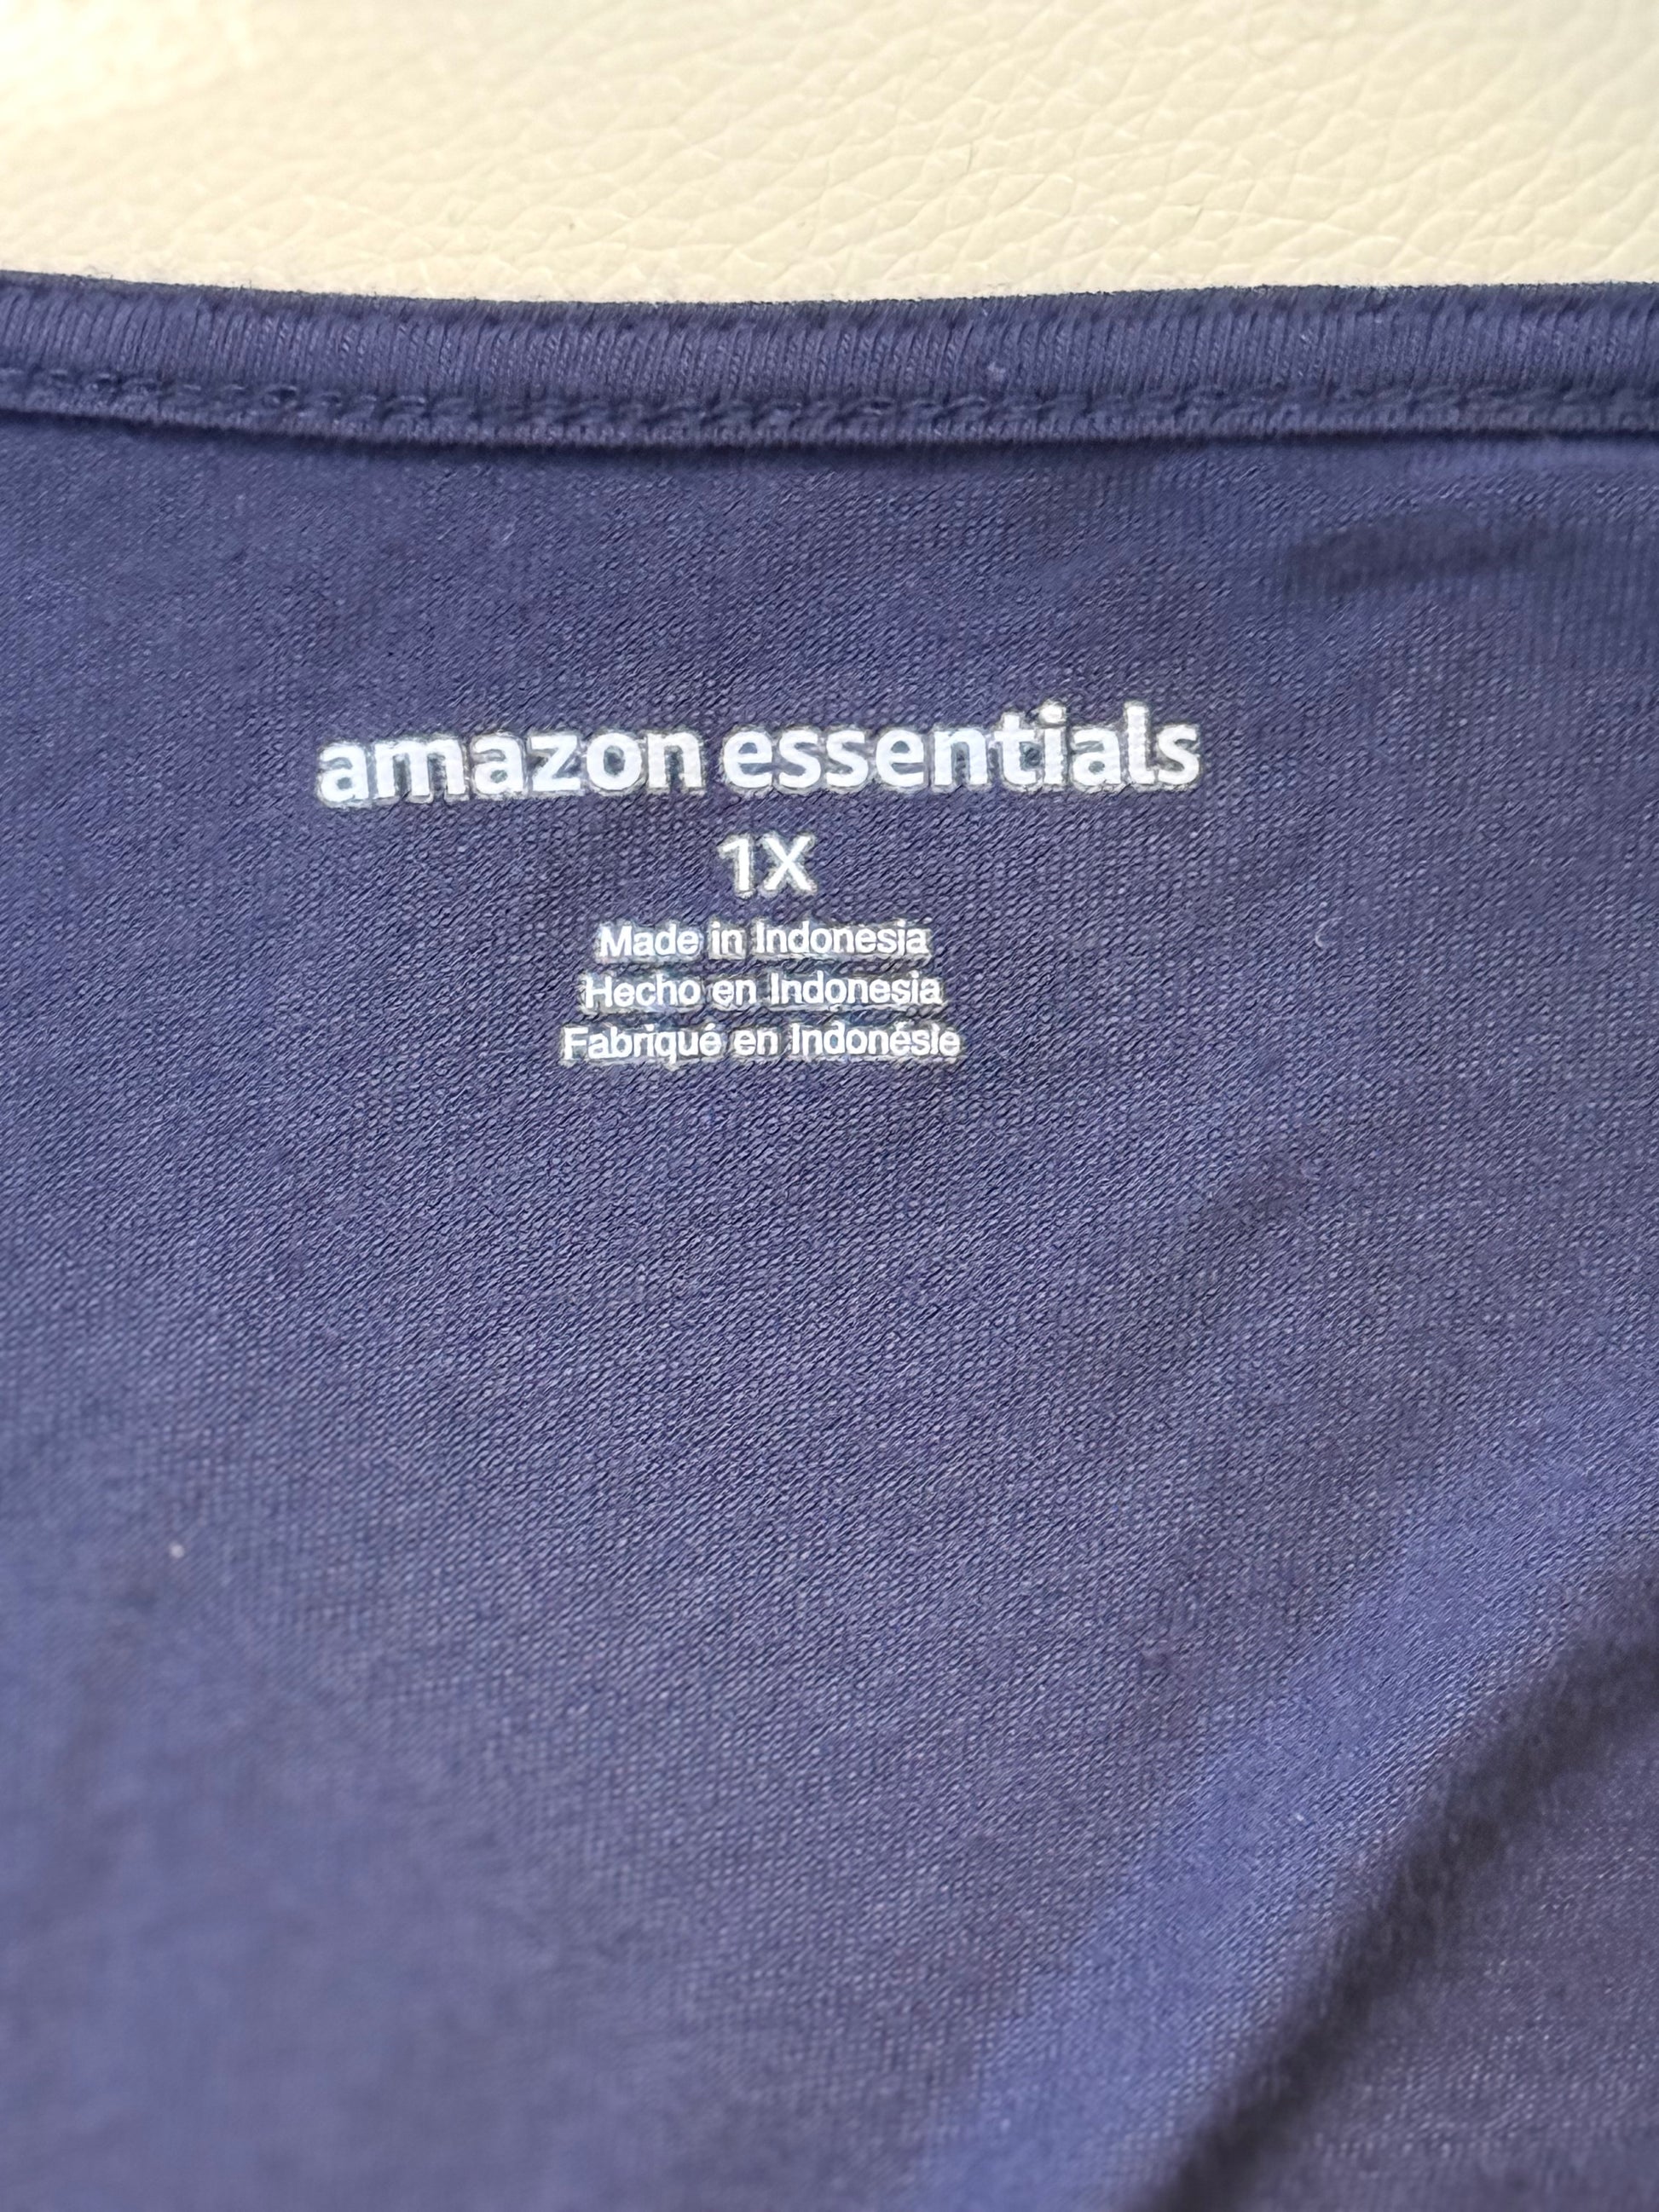 amazon essentials
1X
Made in Indonesia
Hecho en Indonesia
Fabriqué en Indonésie